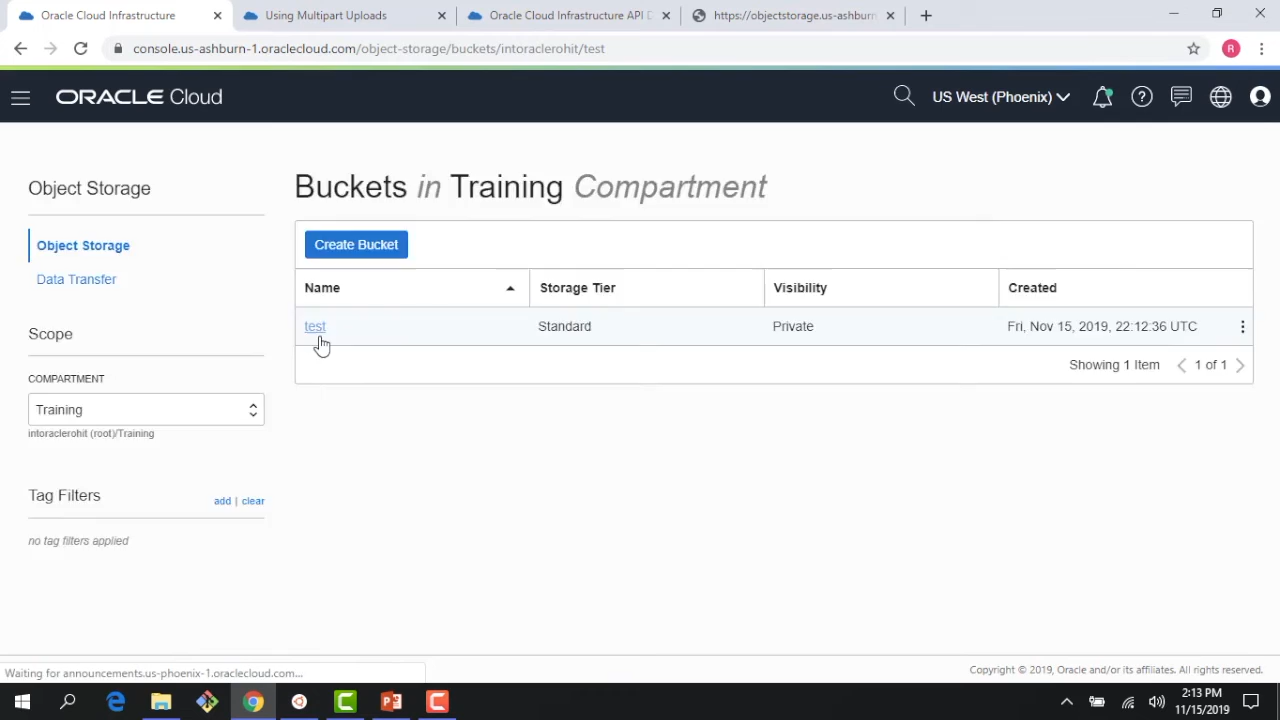 Oracle Cloud Infrastructure
Using Multipart Uploads
Oracle Cloud Infrastructure API D
https://objectstorage.us-ashburn
console.us-ashburn-1.oraclecloud.com/object-storage/buckets/intoraclerohit/test
R
ORACLE Cloud
US West (Phoenix)
Object Storage
Object Storage
Data Transfer
Scope
COMPARTMENT
Training
intoraclerohit (root)/Training
Tag Filters
add | clear
no tag filters applied
Buckets in Training Compartment
Create Bucket
Name
Storage Tier
Visibility
Created
test
Standard
Private
Fri, Nov 15, 2019, 22:12:36 UTC
Showing 1 Item
1 of 1
Waiting for announcements.us-phoenix-1.oraclecloud.com...
Copyright © 2019, Oracle and/or its affiliates. All rights reserved.
2:13 PM
11/15/2019